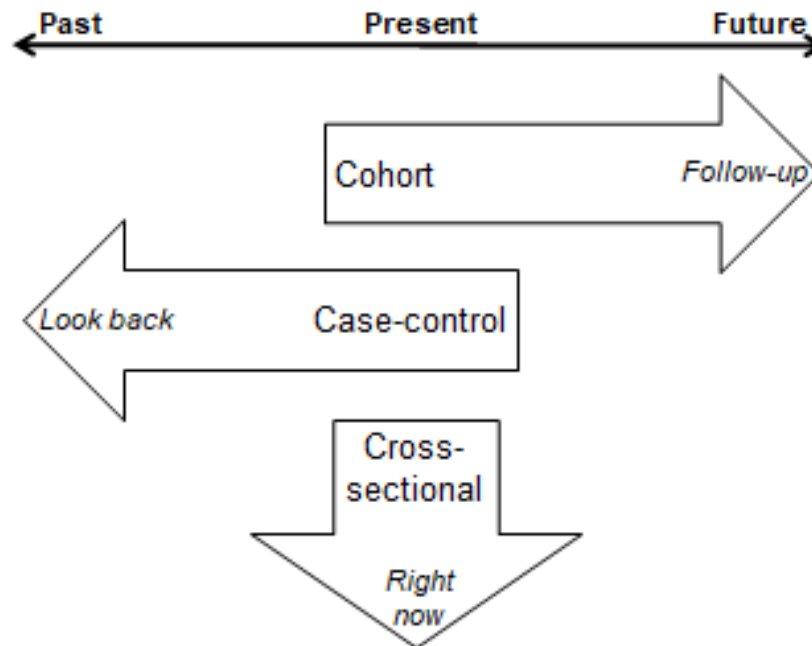 Past Present Future
Cohort Follow-up
Look back Case-control
Cross-
sectional
Right
now